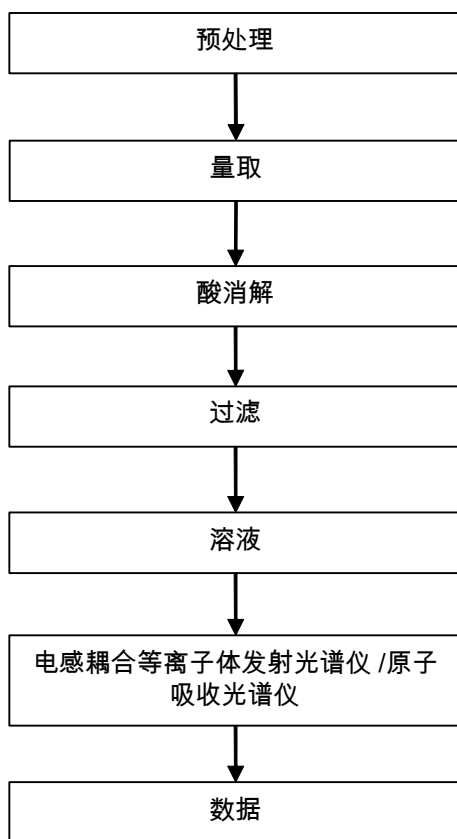 预处理
量取
酸消解
过滤
溶液
电感耦合等离子体发射光谱仪 /原子
吸收光谱仪
数据